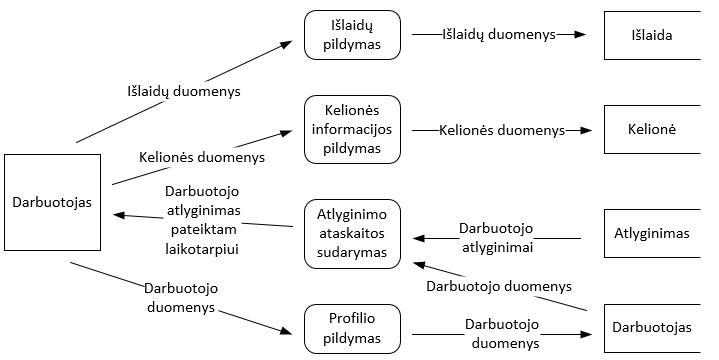 Išlaidų
pildymas
Išlaidų duomenys
Išlaida
Išlaidų duomenys
Kelionės
informacijos
pildymas
Kelionės duomenys
Kelionė
Kelionės duomenys
Darbuotojas
Darbuotojo
atlyginimas
pateiktam
laikotarpiui
Atlyginimo
ataskaitos
sudarymas
Darbuotojo
atlyginimai
Atlyginimas
Darbuotojo duomenys
Darbuotojo
duomenys
Profilio
pildymas
Darbuotojo
duomenys
Darbuotojas